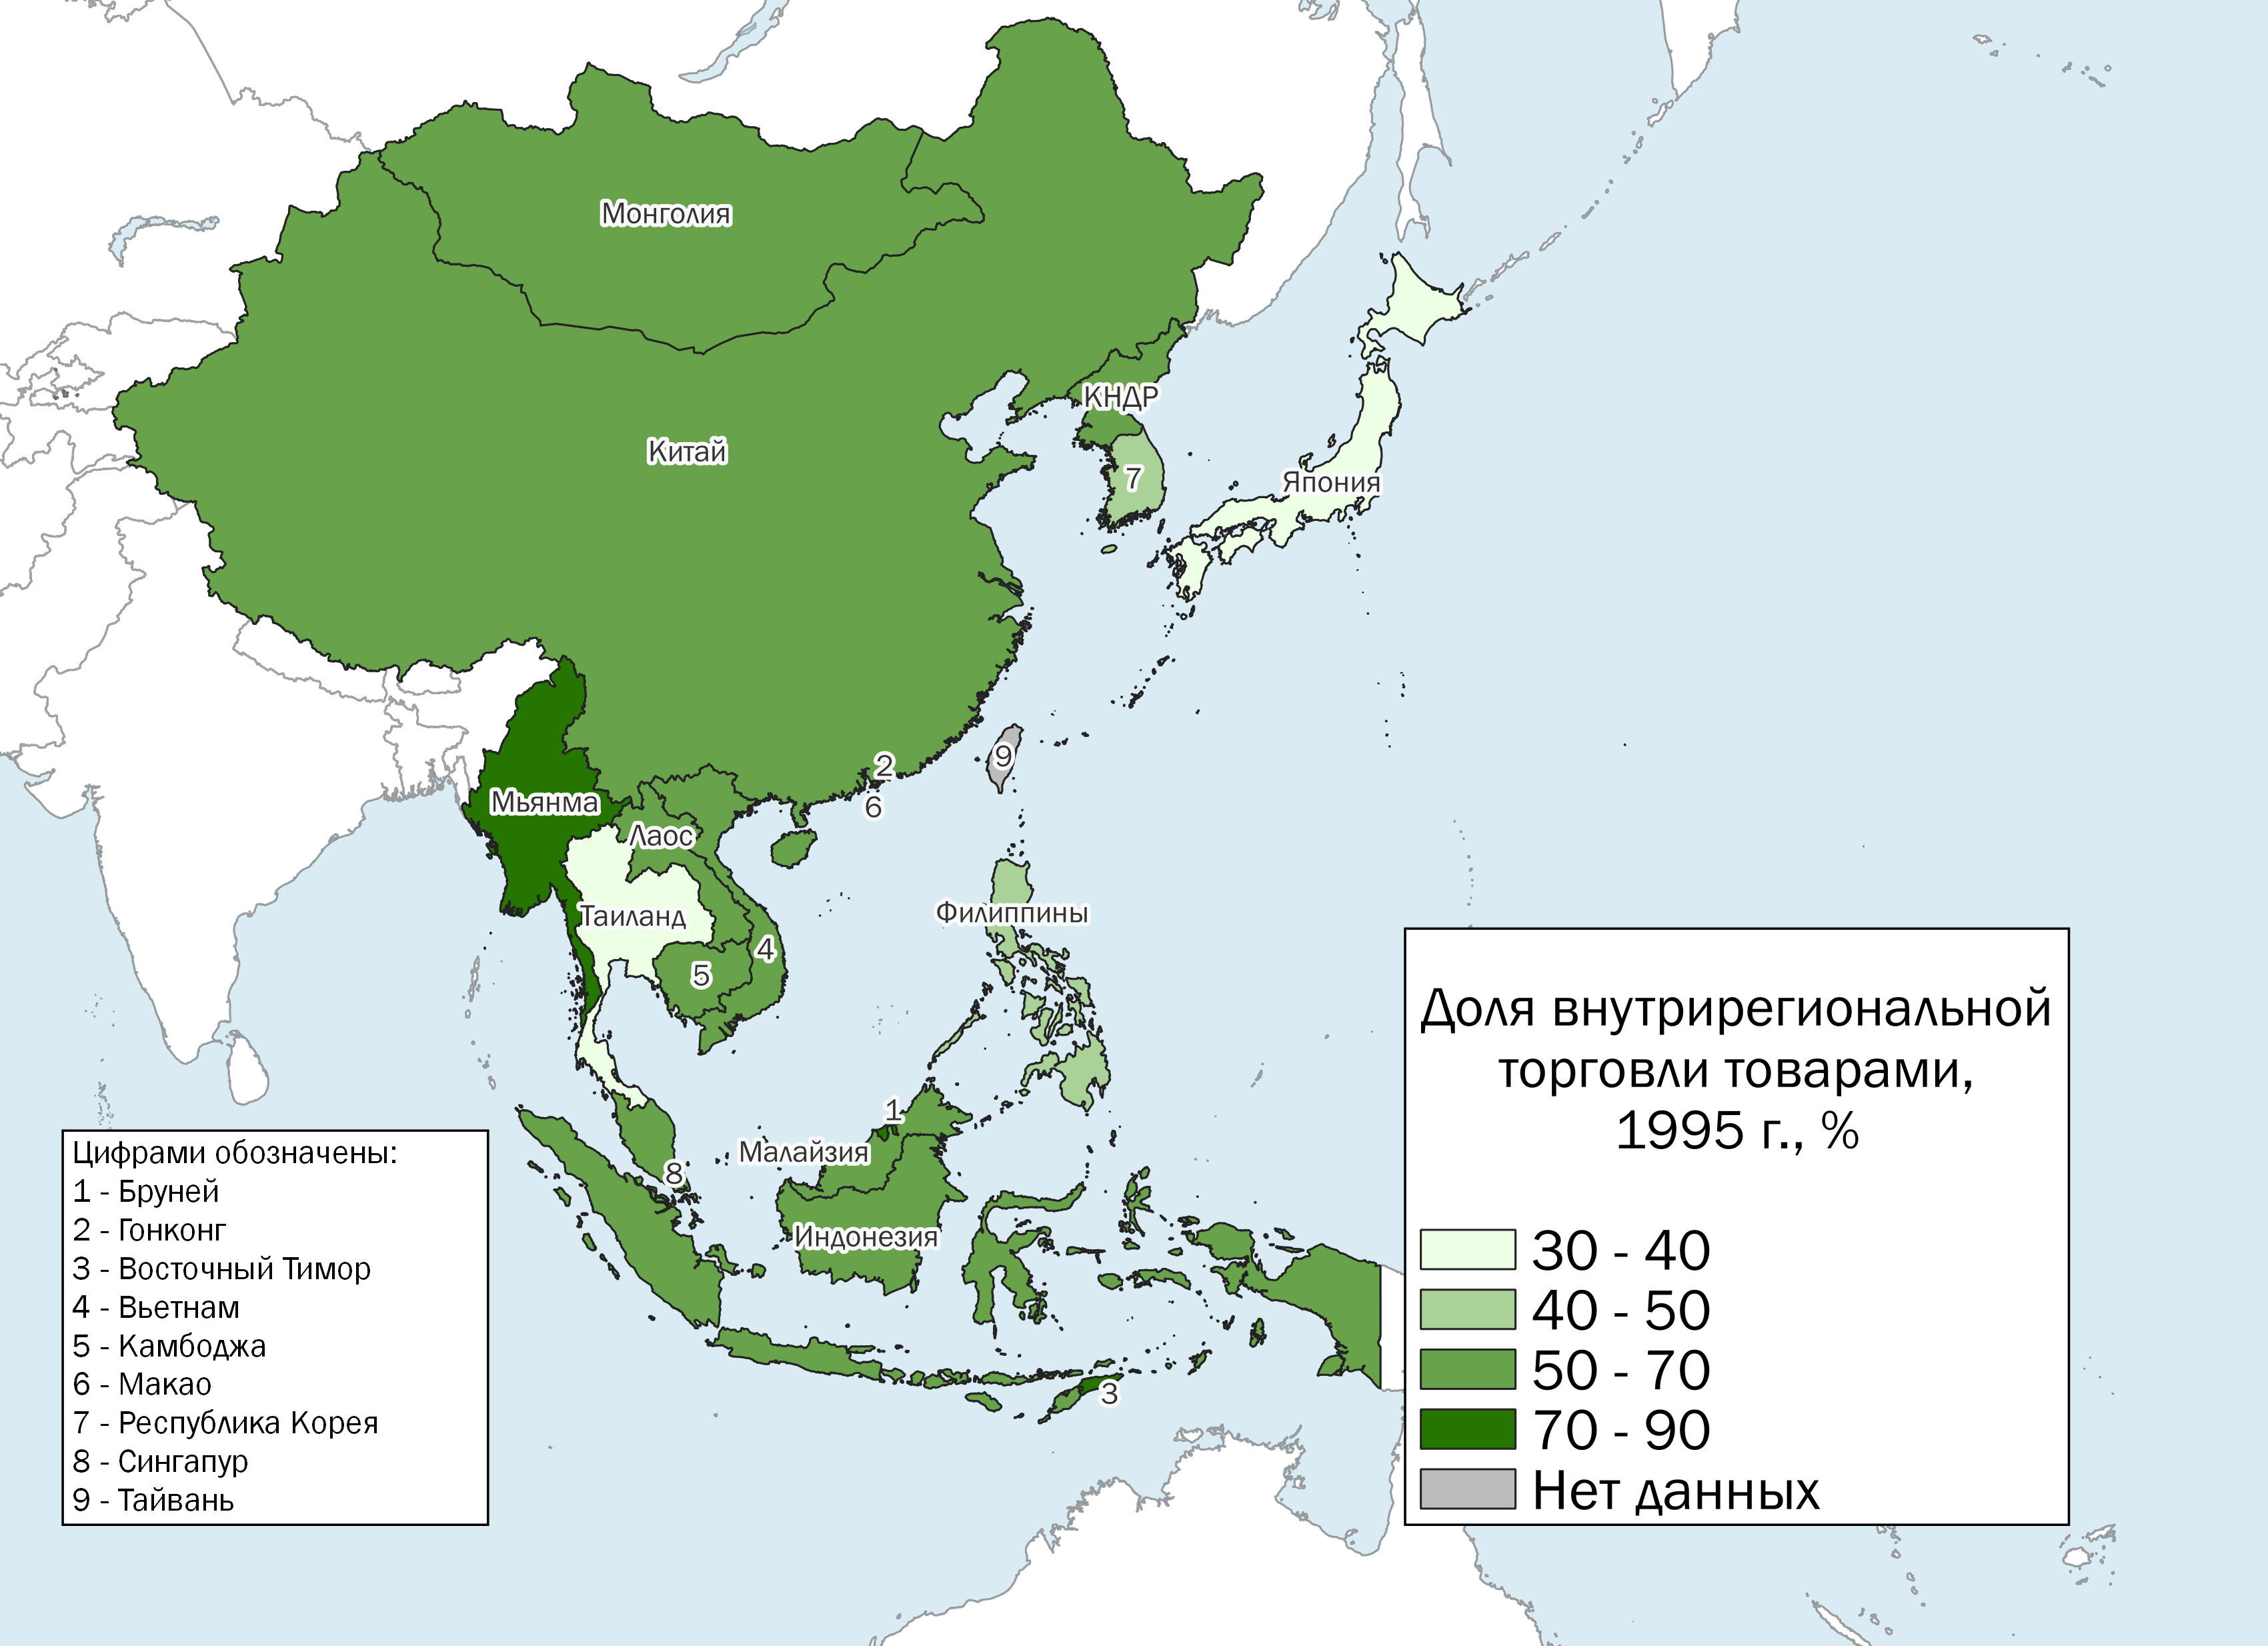 Монголия
КНДР
Китай
7
Япония
2
9
6
Мьянма
Лаос
Таиланд
Филиппины
4
5
1
Малайзия
8
Индонезия
3
Цифрами обозначены:
1 - Бруней
2 - Гонконг
3 - Восточный Тимор
4 - Вьетнам
5 - Камбоджа
6 - Макао
7 - Республика Корея
8 - Сингапур
9 - Тайвань
Доля внутрирегиональной
торговли товарами,
1995 г., %
30 - 40
40 - 50
50 - 70
70 - 90
Нет данных